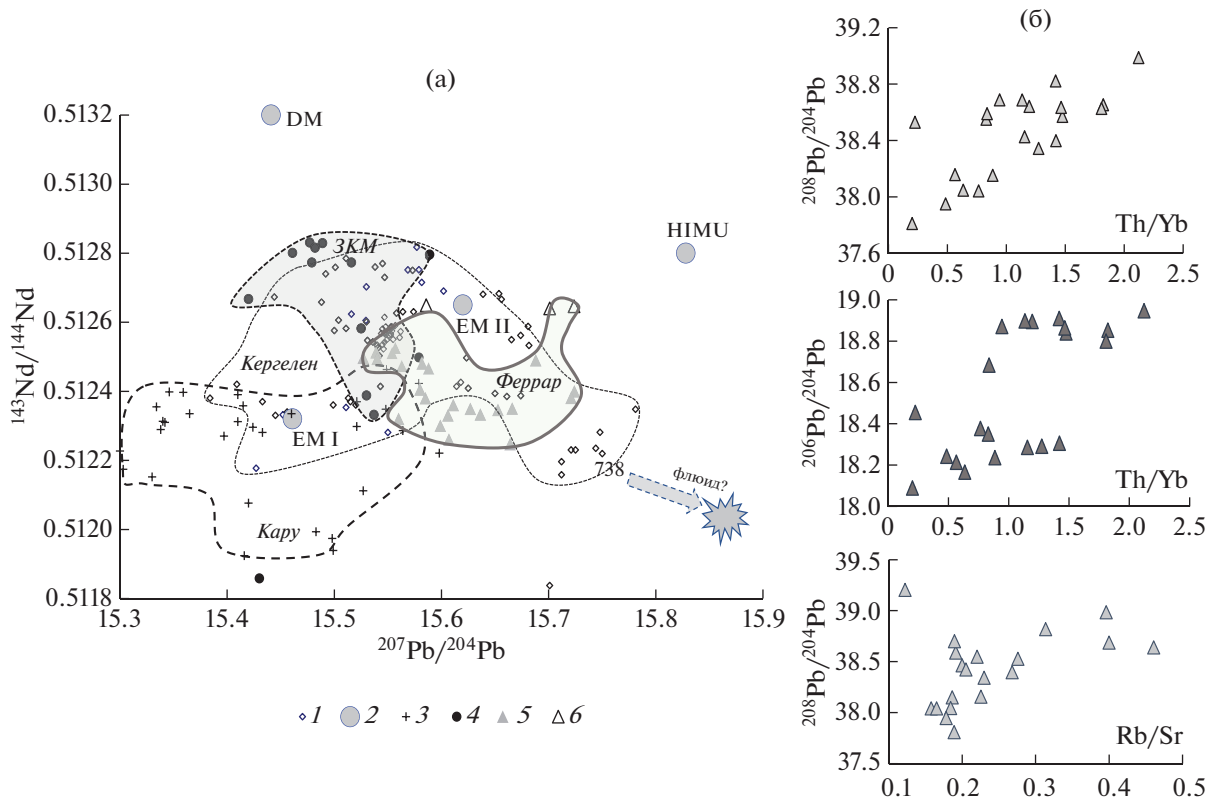 (а)
0.5132
0.5130
0.5128
0.5126
0.5124
0.5122
0.5120
0.5118
¹⁴³Nd/¹⁴⁴Nd
DM
HIMU
ЗКМ
EM II
Кергелен
Феррар
EM I
738
флюид?
Кару
15.3 15.4 15.5 15.6 15.7 15.8 15.9
²⁰⁷Pb/²⁰⁴Pb
1 2 3 4 5 6
(б)
39.2
38.8
38.4
38.0
37.6
²⁰⁸Pb/²⁰⁴Pb
Th/Yb
0 0.5 1.0 1.5 2.0 2.5
19.0
18.8
18.6
18.4
18.2
18.0
²⁰⁶Pb/²⁰⁴Pb
Th/Yb
0 0.5 1.0 1.5 2.0 2.5
39.5
39.0
38.5
38.0
37.5
²⁰⁸Pb/²⁰⁴Pb
Rb/Sr
0.1 0.2 0.3 0.4 0.5